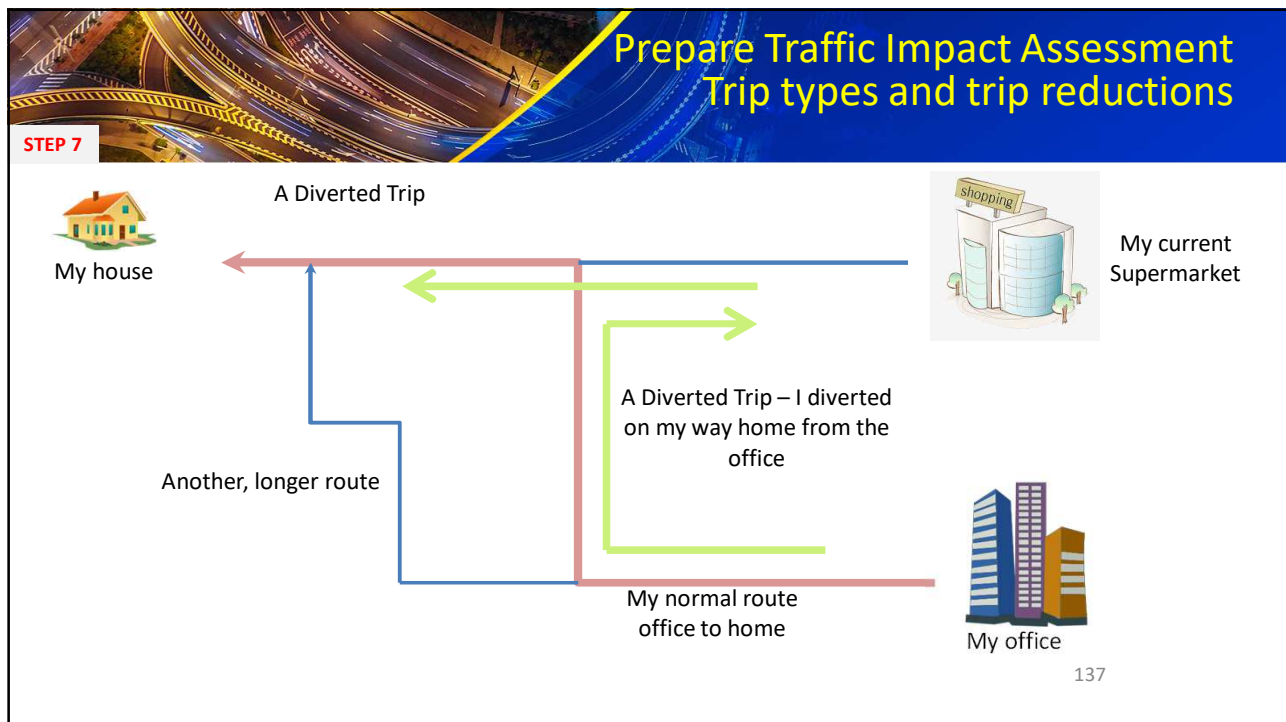 Prepare Traffic Impact Assessment
Trip types and trip reductions
STEP 7
A Diverted Trip
shopping
My house
My current
Supermarket
A Diverted Trip – I diverted
on my way home from the
office
Another, longer route
My normal route
office to home
My office
137